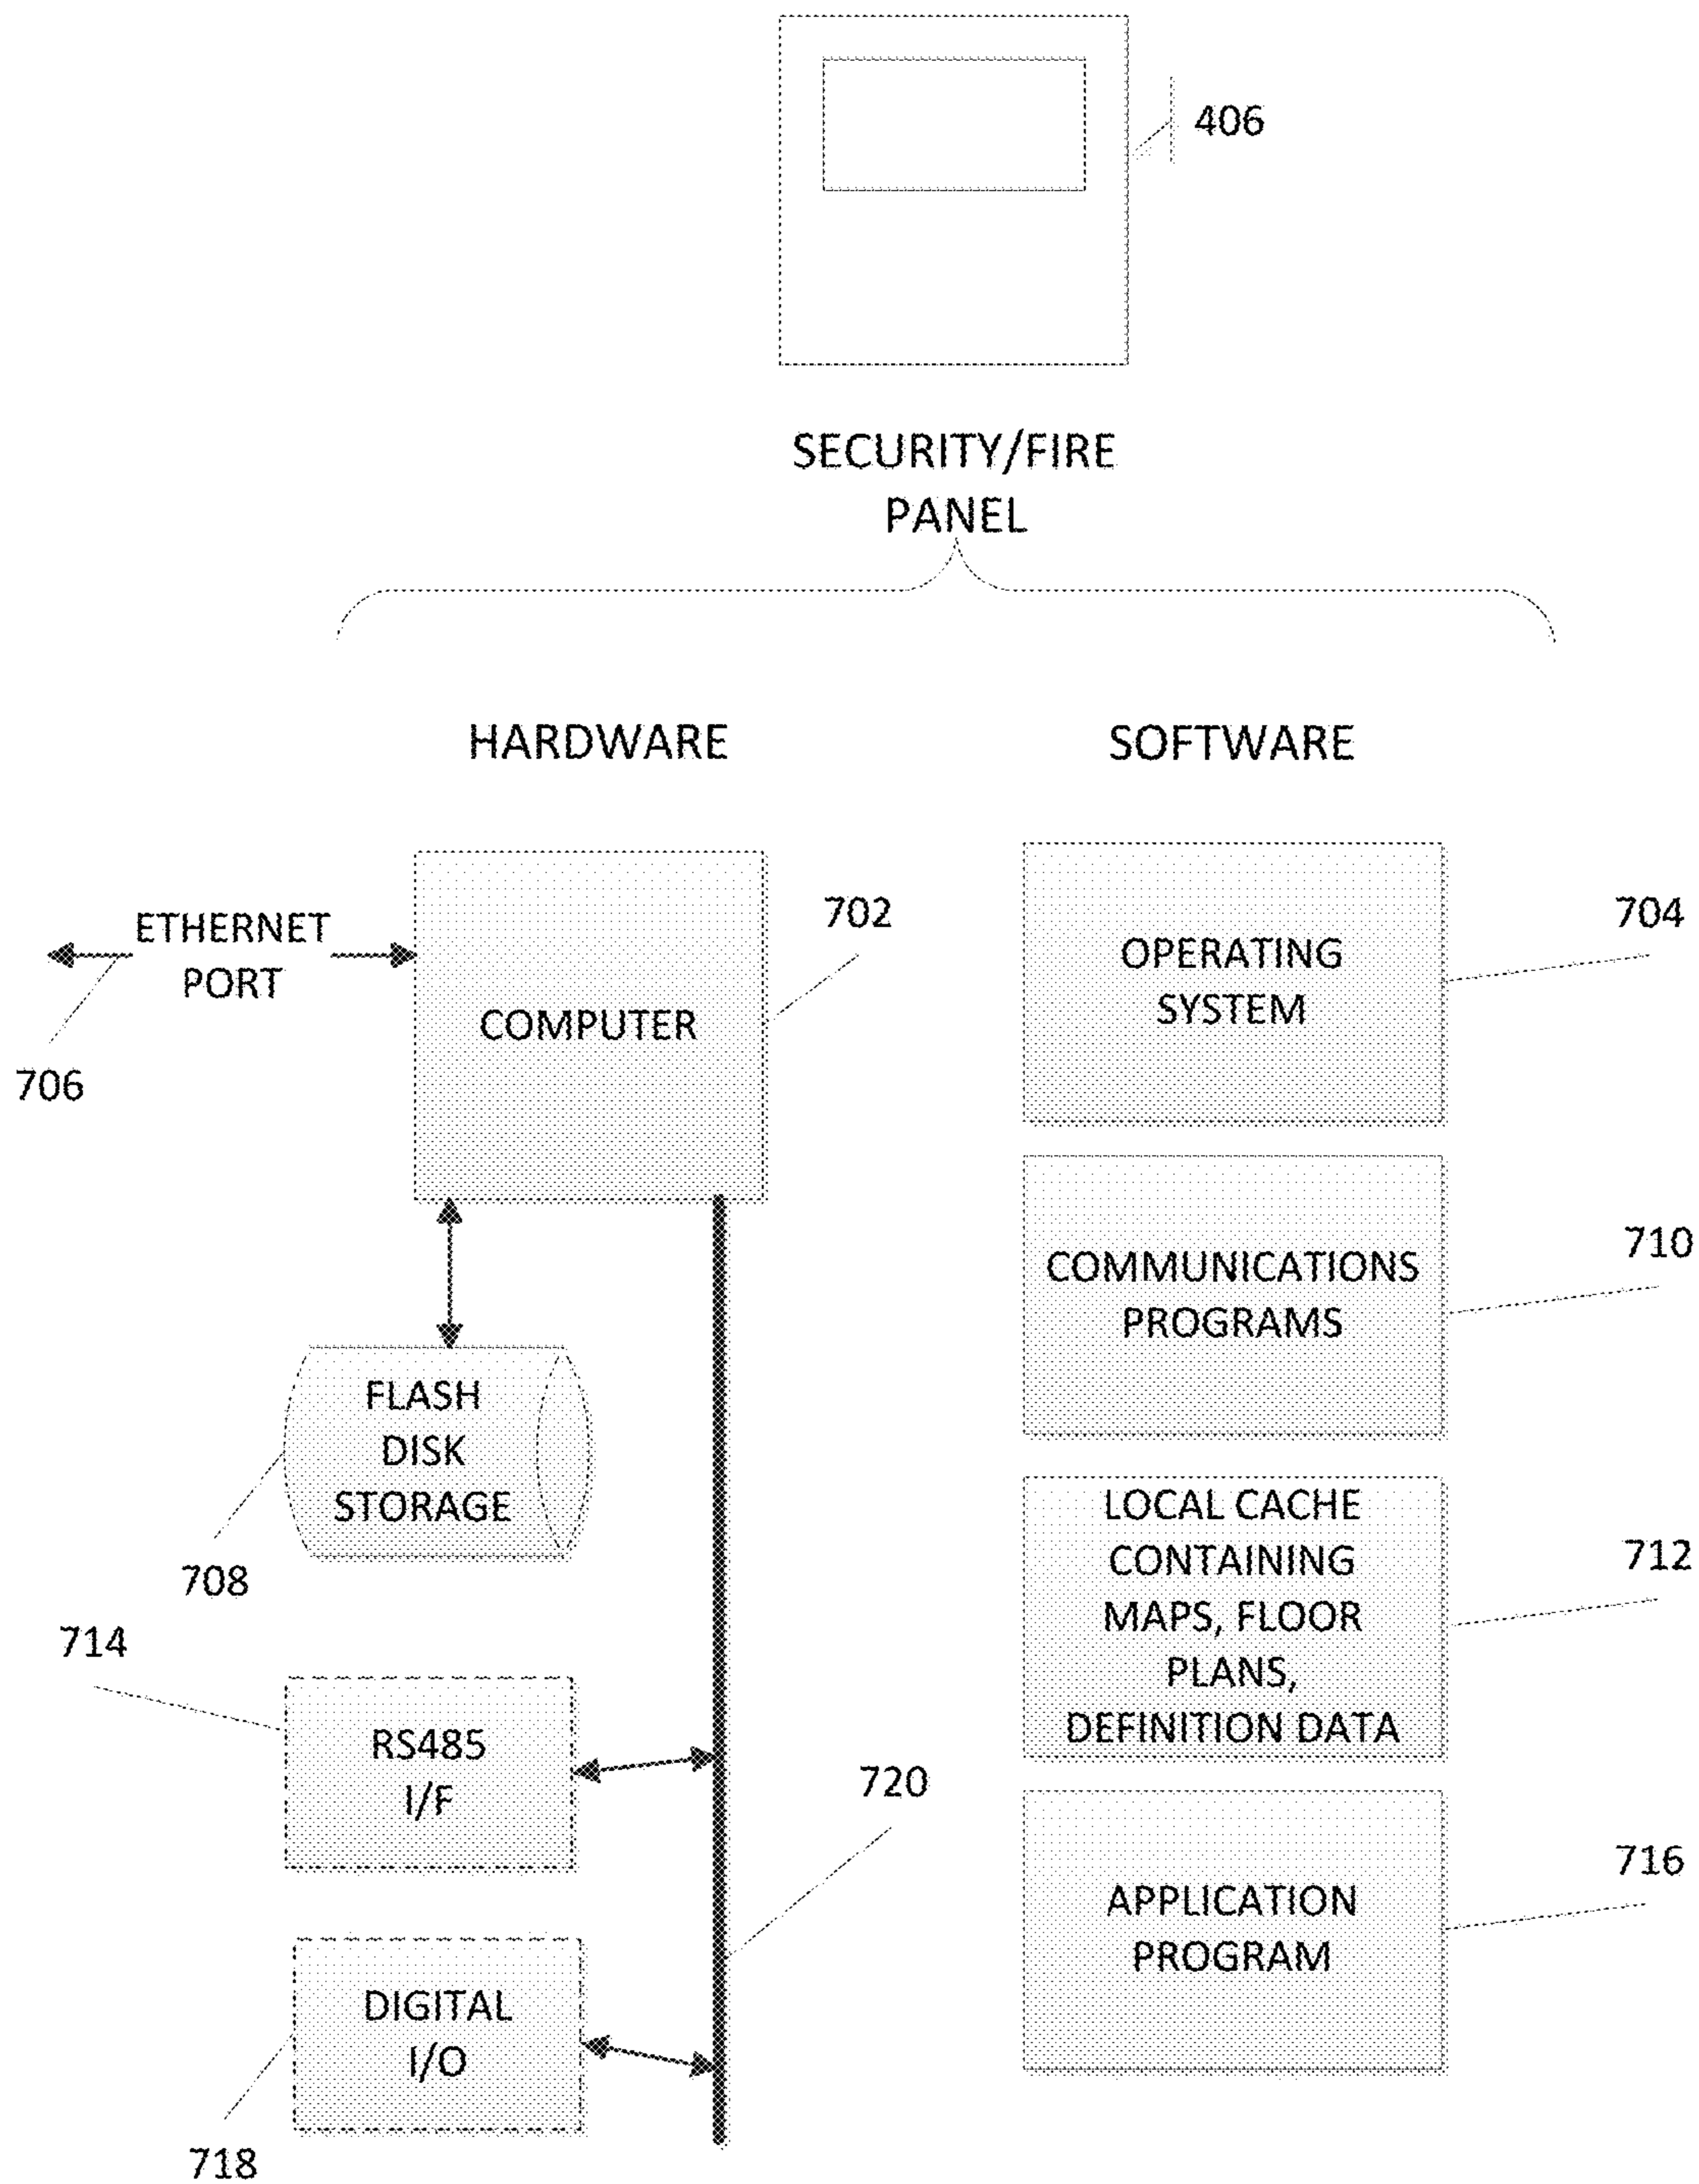 406
SECURITY/FIRE
PANEL
HARDWARE
SOFTWARE
ETHERNET
PORT
706
COMPUTER
702
OPERATING
SYSTEM
704
COMMUNICATIONS
PROGRAMS
710
FLASH
DISK
STORAGE
708
LOCAL CACHE
CONTAINING
MAPS, FLOOR
PLANS,
DEFINITION DATA
712
714
RS485
I/F
720
APPLICATION
PROGRAM
716
DIGITAL
I/O
718